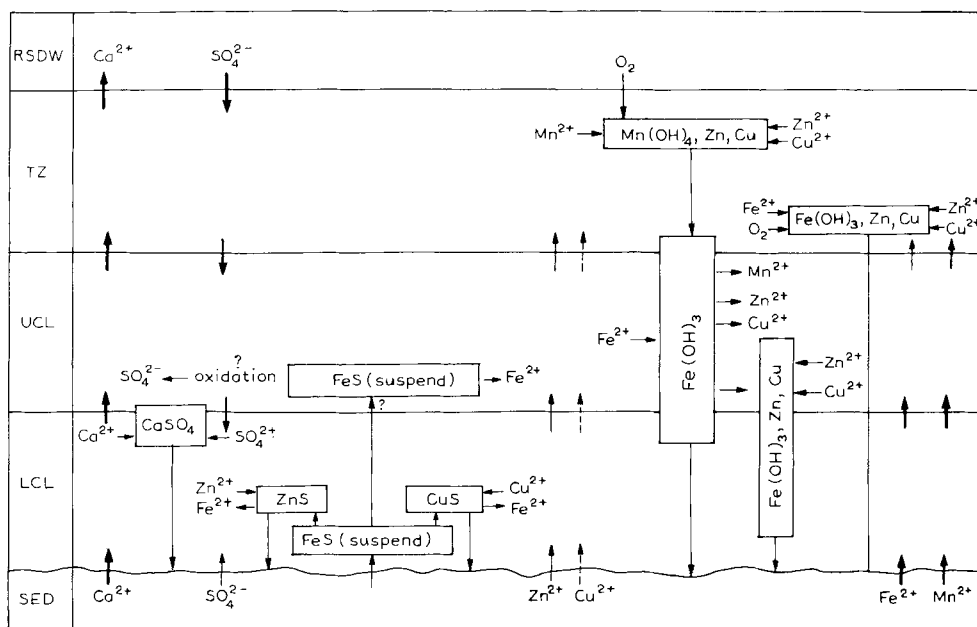 RSDW
Ca²⁺
SO₄²⁻
O₂
TZ
Mn²⁺
Mn(OH)₄, Zn, Cu
Zn²⁺
Cu²⁺
Fe²⁺
O₂
Fe(OH)₃, Zn, Cu
Zn²⁺
Cu²⁺
UCL
Fe²⁺
Fe(OH)₃
Mn²⁺
Zn²⁺
Cu²⁺
SO₄²⁻
?
oxidation
FeS (suspend)
Fe²⁺
?
Fe(OH)₃, Zn, Cu
Zn²⁺
Cu²⁺
LCL
Ca²⁺
CaSO₄
SO₄²⁺
Zn²⁺
Fe²⁺
ZnS
CuS
Cu²⁺
Fe²⁺
FeS (suspend)
SED
Ca²⁺
SO₄²⁻
Zn²⁺
Cu²⁺
Fe²⁺
Mn²⁺